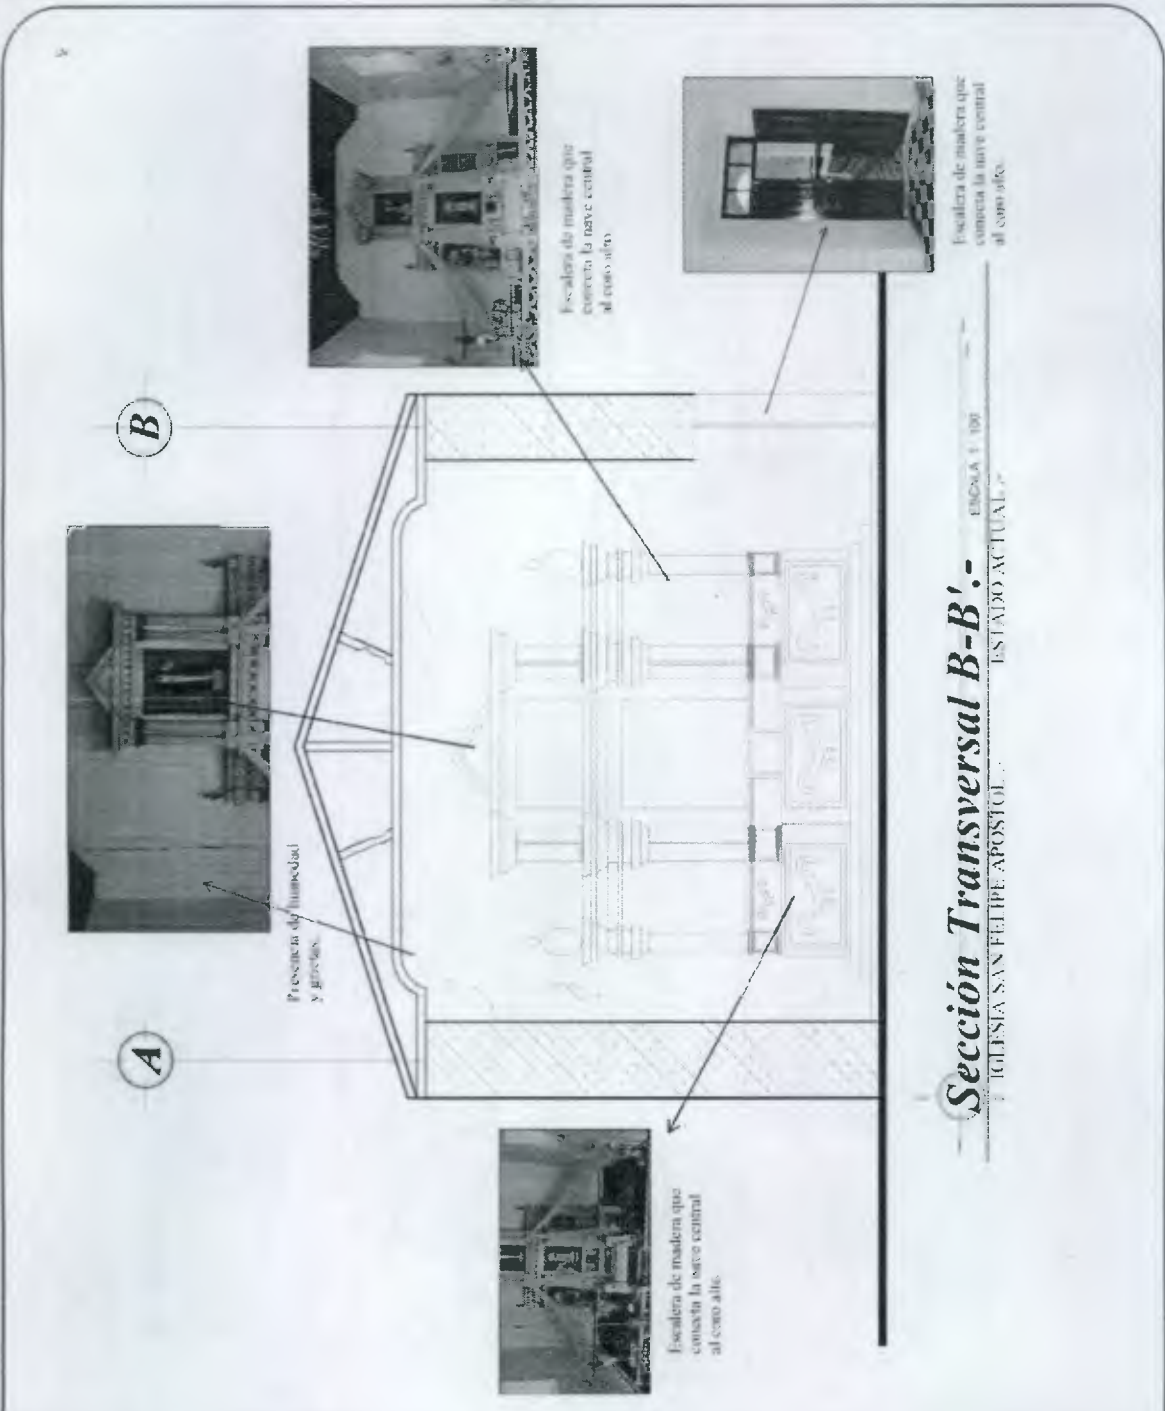 A
B
Presencia de humedad
y grietas.
Escalera de madera que
conecta la nave central
al coro alto.
Escalera de madera que
conecta la nave central
al coro alto.
Escalera de madera que
conecta la nave central
al coro alto.
Sección Transversal B-B'.-
ESCALA 1: 100
IGLESIA SAN FELIPE APOSTOL.-
ESTADO ACTUAL.-